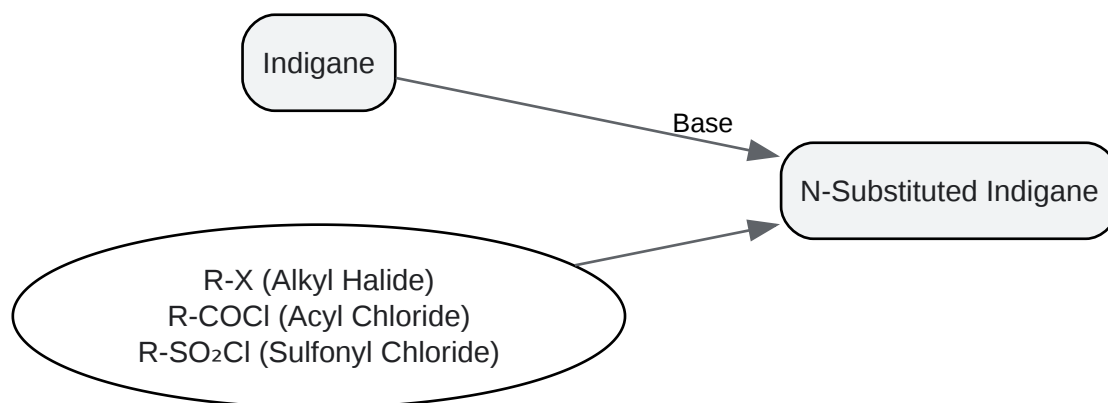 Indigane
Base
N-Substituted Indigane
R-X (Alkyl Halide)
R-COCl (Acyl Chloride)
R-SO₂Cl (Sulfonyl Chloride)